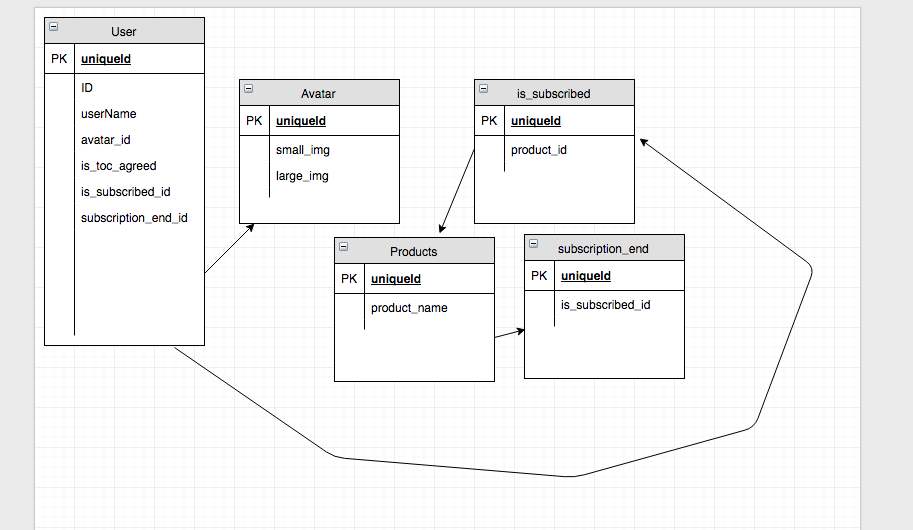 User
PK uniqueId
ID
userName
avatar_id
is_toc_agreed
is_subscribed_id
subscription_end_id
Avatar
PK uniqueId
small_img
large_img
is_subscribed
PK uniqueId
product_id
Products
PK uniqueId
product_name
subscription_end
PK uniqueId
is_subscribed_id